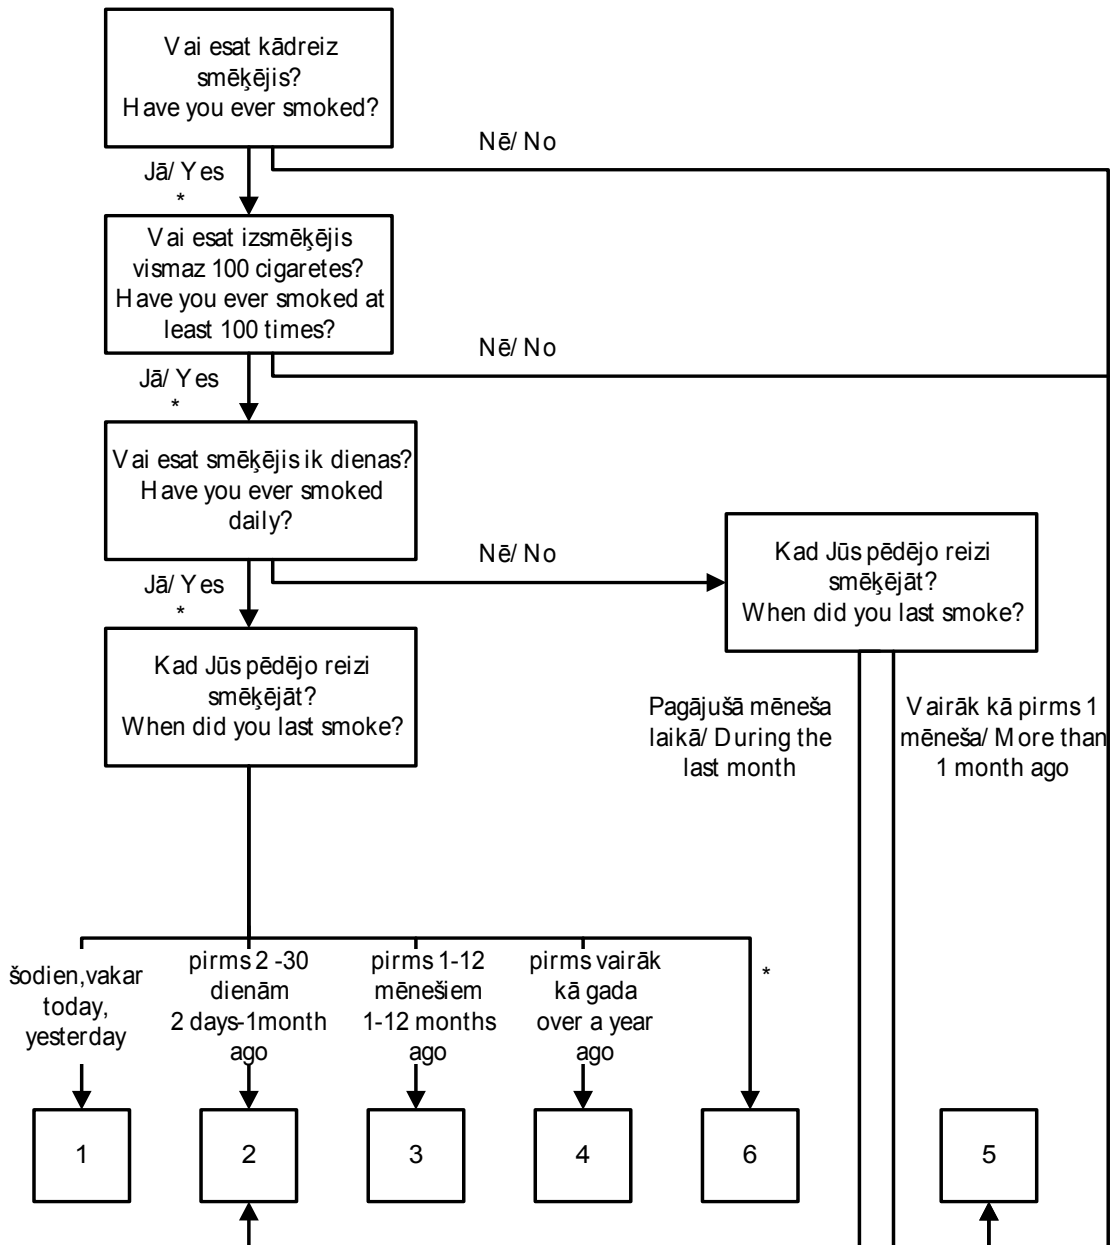 Vai esat kādreiz
smēķējis?
Have you ever smoked?
Nē/ No
Jā/ Yes
*
Vai esat izsmēķējis
vismaz 100 cigaretes?
Have you ever smoked at
least 100 times?
Nē/ No
Jā/ Yes
*
Vai esat smēķējis ik dienas?
Have you ever smoked
daily?
Nē/ No
Jā/ Yes
*
Kad Jūs pēdējo reizi
smēķējāt?
When did you last smoke?
Kad Jūs pēdējo reizi
smēķējāt?
When did you last smoke?
Pagājušā mēneša
laikā/ During the
last month
Vairāk kā pirms 1
mēneša/ More than
1 month ago
šodien,vakar
today,
yesterday
pirms 2 -30
dienām
2 days-1month
ago
pirms 1-12
mēnešiem
1-12 months
ago
pirms vairāk
kā gada
over a year
ago
*
1
2
3
4
6
5